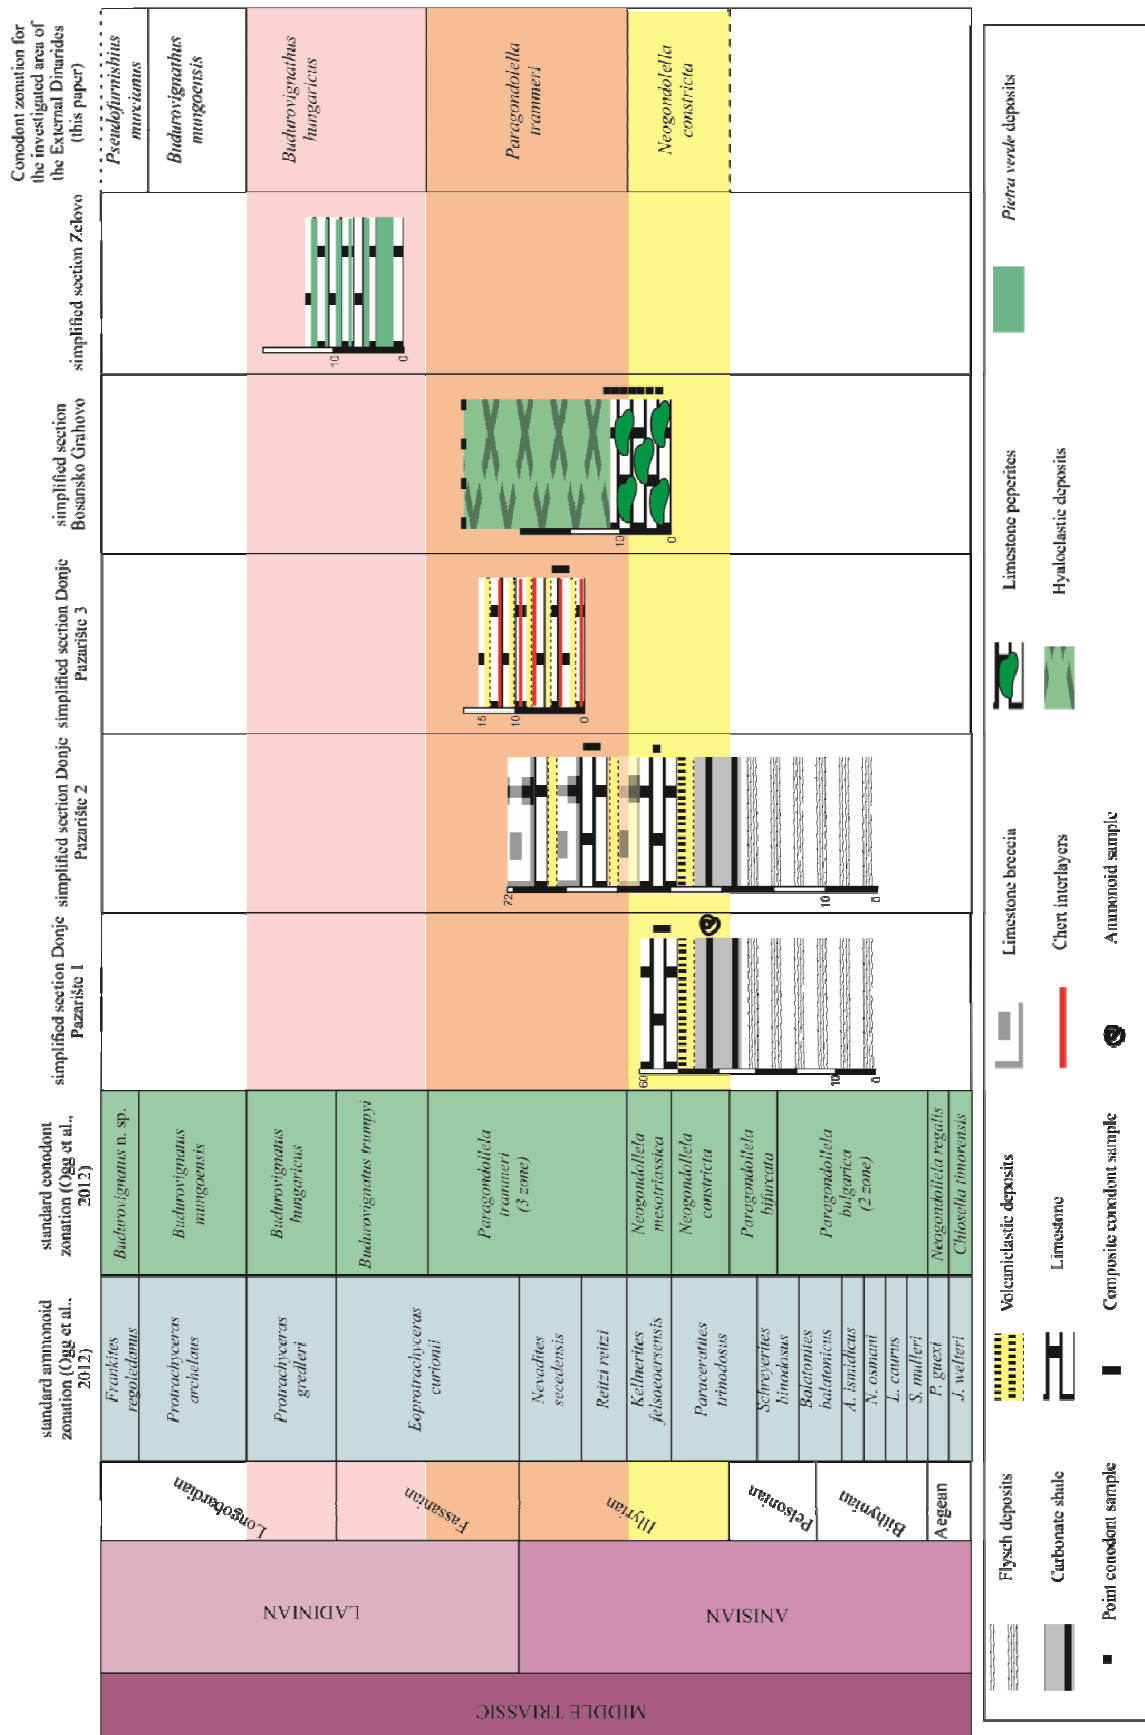 standard ammonoid
zonation (Ogg et al.,
2012)
standard conodont
zonation (Ogg et al.,
2012)
simplified section Donje
Pazarište 1
simplified section Donje
Pazarište 2
simplified section Donje
Pazarište 3
simplified section
Bosansko Grahovo
simplified section Zelovo
Conodont zonation for
the investigated area of
the External Dinarides
(this paper)
MIDDLE TRIASSIC
LADINIAN
ANISIAN
Longobardian
Fassanian
Illyrian
Pelsonian
Bithynian
Aegean
Frankites
regoledanus
Protrachyceras
archelaus
Protrachyceras
gredleri
Eoprotrachyceras
curionii
Nevadites
secedensis
Reitzi reitzi
Kellnerites
felsoeoersensis
Paraceratites
trinodosus
Schreyerites
binodosus
Balatonites
balatonicus
A. ismidicus
N. osmani
L. caurus
S. mulleri
P. guexi
J. welteri
Budurovignatus n. sp.
Budurovignatus
mungoensis
Budurovignatus
hungaricus
Budurovignatus trumpyi
Paragondollela
trammeri
(3 zone)
Neogondollela
mesotriassica
Neogondollela
constricta
Paragondollela
bifurcata
Paragondollela
bulgarica
(2 zone)
Neogondollela regalis
Chiosella timorensis
60
10
0
72
10
0
15
10
0
10
0
10
0
Pseudofurnishius
murcianus
Budurovignathus
mungoensis
Budurovignathus
hungaricus
Paragondolella
trammeri
Neogondolella
constricta
Flysch deposits
Volcaniclastic deposits
Limestone breccia
Limestone peperites
Pietra verde deposits
Carbonate shale
Limestone
Chert interlayers
Hyaloclastic deposits
Point conodont sample
Composite conodont sample
Ammonoid sample